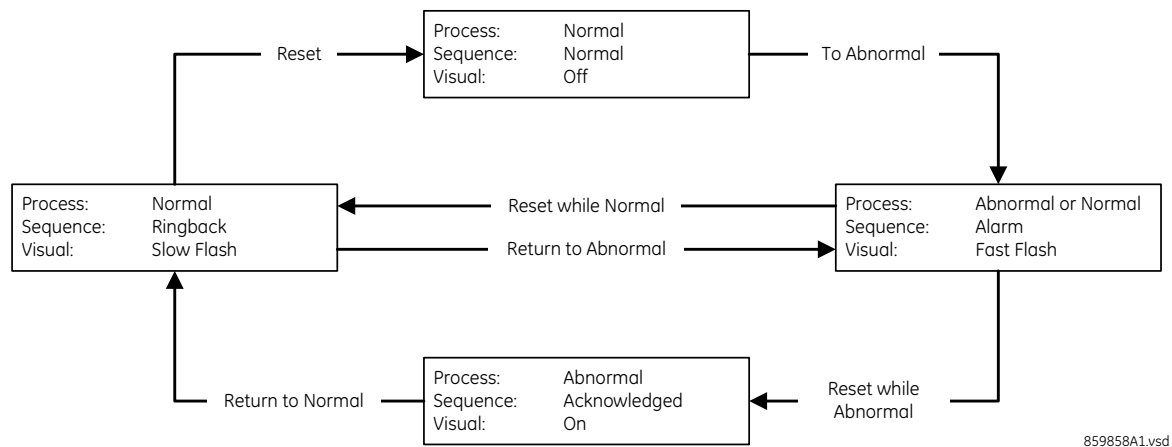 Process: Normal
Sequence: Normal
Visual: Off
Reset
To Abnormal
Process: Normal
Sequence: Ringback
Visual: Slow Flash
Reset while Normal
Return to Abnormal
Process: Abnormal or Normal
Sequence: Alarm
Visual: Fast Flash
Return to Normal
Process: Abnormal
Sequence: Acknowledged
Visual: On
Reset while
Abnormal
859858A1.vsd